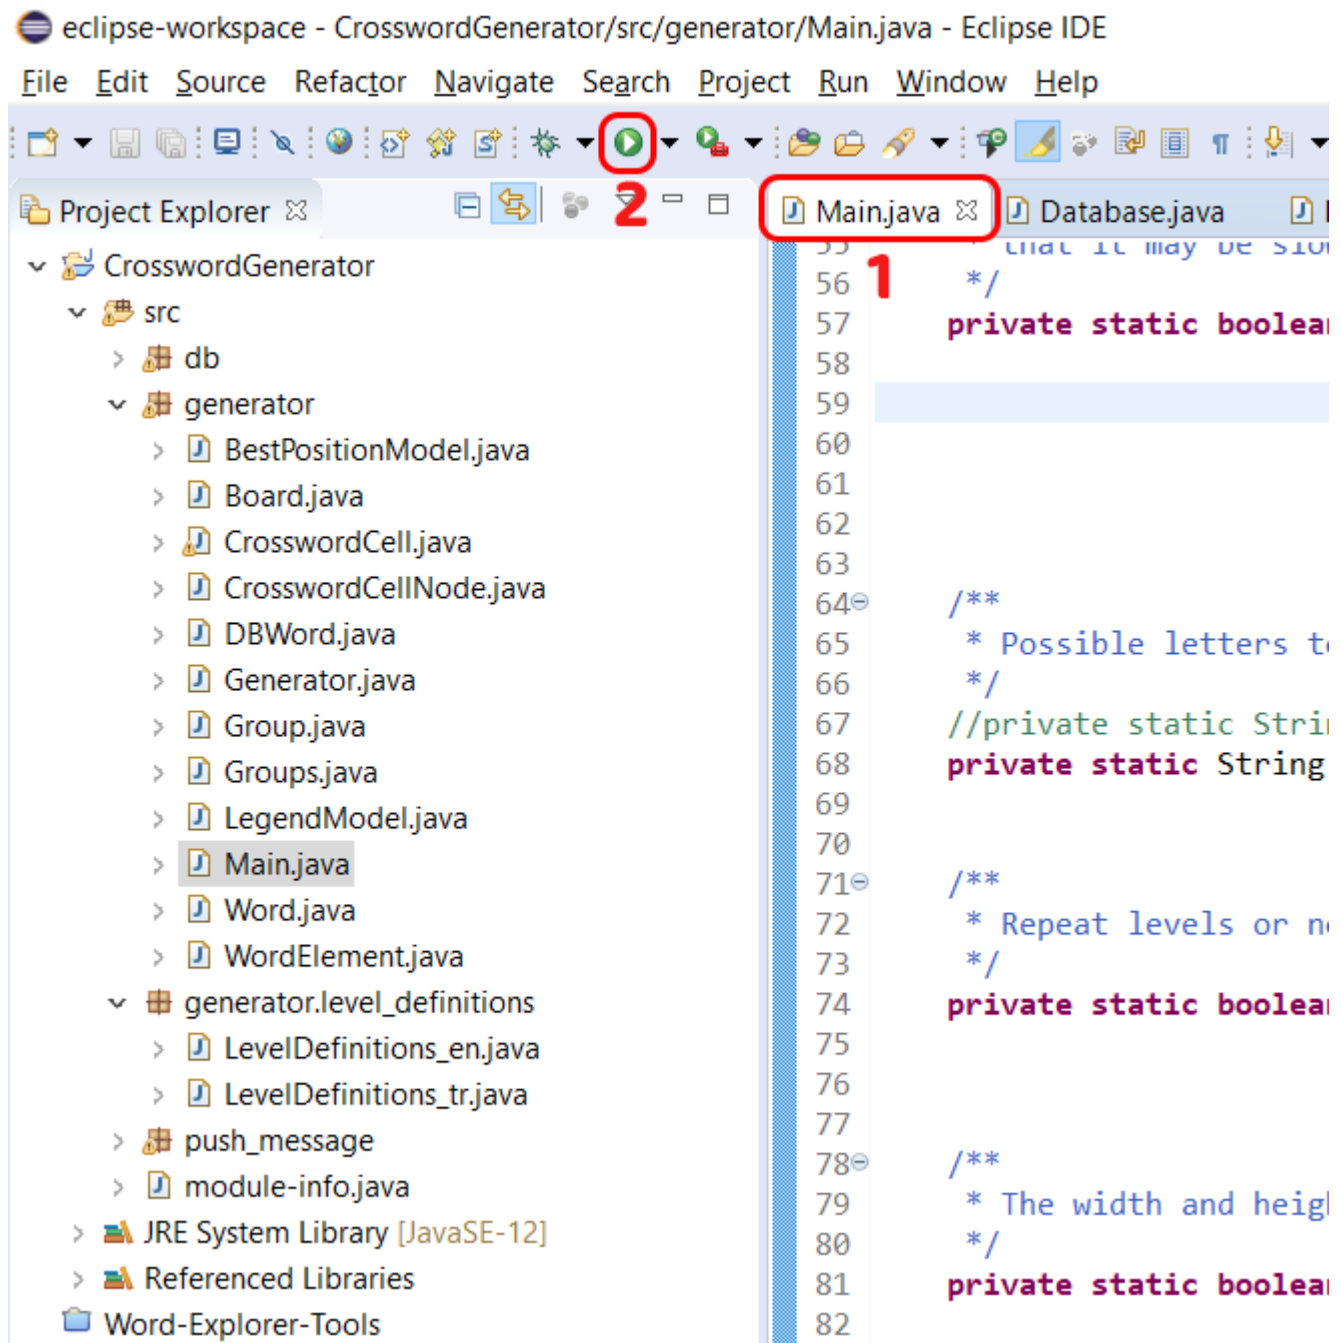 eclipse-workspace - CrosswordGenerator/src/generator/Main.java - Eclipse IDE
File Edit Source Refactor Navigate Search Project Run Window Help
2
Project Explorer
Main.java Database.java
1
CrosswordGenerator
src
db
generator
BestPositionModel.java
Board.java
CrosswordCell.java
CrosswordCellNode.java
DBWord.java
Generator.java
Group.java
Groups.java
LegendModel.java
Main.java
Word.java
WordElement.java
generator.level_definitions
LevelDefinitions_en.java
LevelDefinitions_tr.java
push_message
module-info.java
JRE System Library [JavaSE-12]
Referenced Libraries
Word-Explorer-Tools
55 * that it may be
56 */
57 private static
58
59
60
61
62
63
64 /**
65 * Possible letters
66 */
67 //private static
68 private static String
69
70
71 /**
72 * Repeat levels or
73 */
74 private static
75
76
77
78 /**
79 * The width and
80 */
81 private static
82